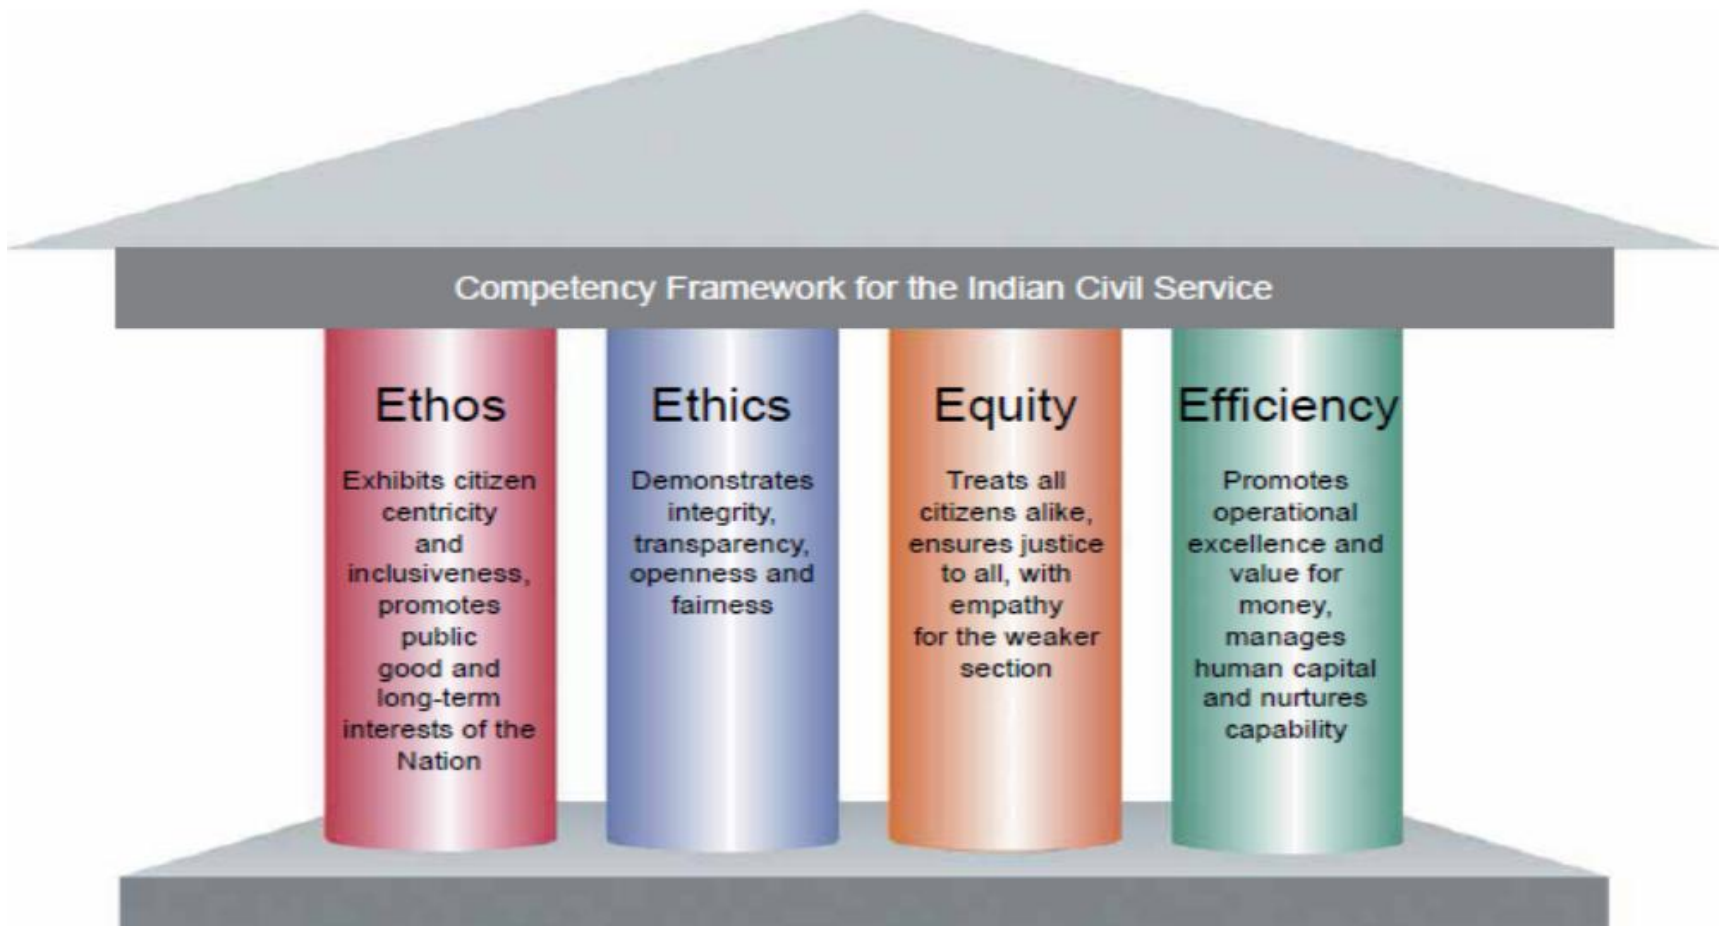 Competency Framework for the Indian Civil Service
Ethos
Exhibits citizen
centricity
and
inclusiveness,
promotes
public
good and
long-term
interests of the
Nation
Ethics
Demonstrates
integrity,
transparency,
openness and
fairness
Equity
Treats all
citizens alike,
ensures justice
to all, with
empathy
for the weaker
section
Efficiency
Promotes
operational
excellence and
value for
money,
manages
human capital
and nurtures
capability